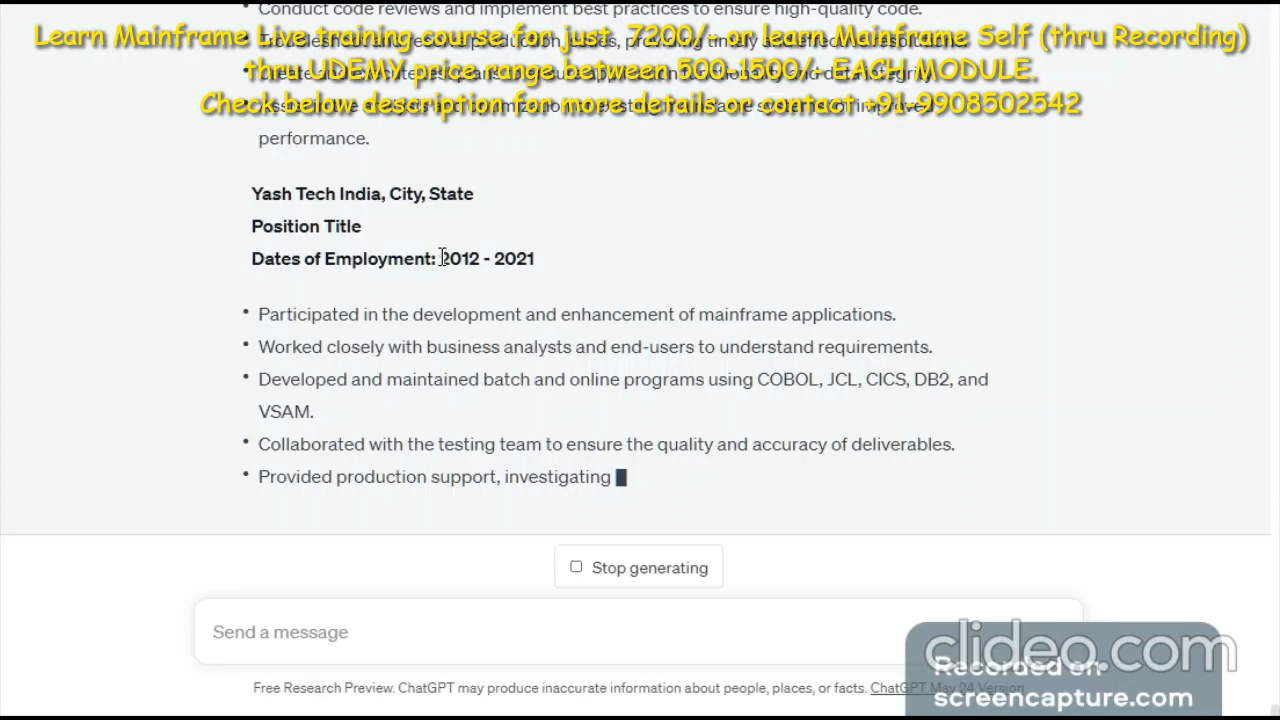 Conduct code reviews and implement best practices to ensure high-quality code.
Learn Mainframe Live training course for just 7200/- or learn Mainframe Self (thru Recording)
thru UDEMY price range between 500-1500/- EACH MODULE.
Check below description for more details or contact +91-9908502542
performance.
Yash Tech India, City, State
Position Title
Dates of Employment: 2012 - 2021
• Participated in the development and enhancement of mainframe applications.
• Worked closely with business analysts and end-users to understand requirements.
• Developed and maintained batch and online programs using COBOL, JCL, CICS, DB2, and
VSAM.
• Collaborated with the testing team to ensure the quality and accuracy of deliverables.
• Provided production support, investigating
Stop generating
Send a message
clideo.com
Recorded on
screencapture.com
Free Research Preview. ChatGPT may produce inaccurate information about people, places, or facts. ChatGPT May 24 Version